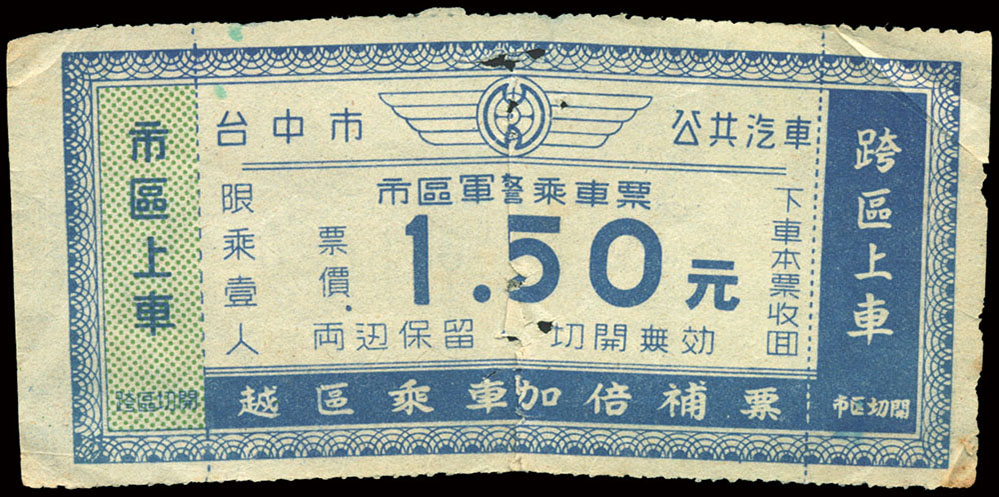 市區上車
跨區切開
台中市
公共汽車
市區軍警乘車票
限乘壹人
票價
1.50元
両辺保留 切開無効
下車本票收囬
越區乘車加倍補票
跨區上車
市区切開